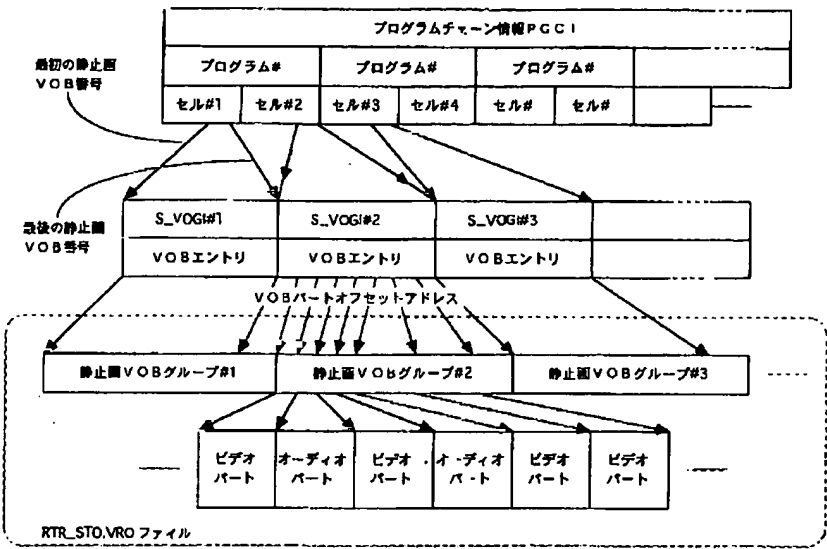 プログラムチェーン情報PGCI
プログラム# プログラム# プログラム#
セル#1 セル#2 セル#3 セル#4 セル# セル#
最初の静止画
VOB番号
最後の静止画
VOB番号
S_VOGI#1 S_VOGI#2 S_VOGI#3
VOBエントリ VOBエントリ VOBエントリ
VOBパートオフセットアドレス
静止画VOBグループ#1 静止画VOBグループ#2 静止画VOBグループ#3
ビデオ オーディオ ビデオ オーディオ ビデオ ビデオ
パート パート パート パート パート パート
RTR_STO.VRO ファイル